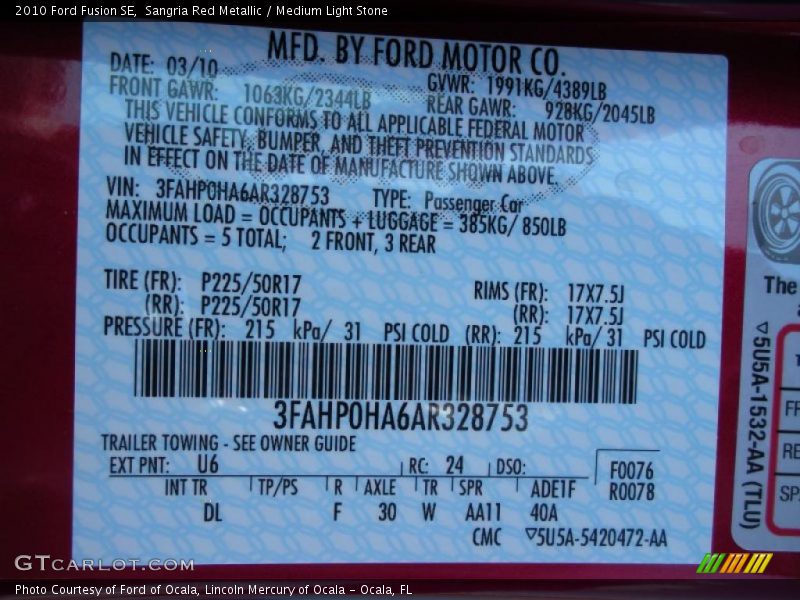 2010 Ford Fusion SE, Sangria Red Metallic / Medium Light Stone
MFD. BY FORD MOTOR CO.
DATE: 03/10 GVWR: 1991KG/4389LB
FRONT GAWR: 1063KG/2344LB REAR GAWR: 928KG/2045LB
THIS VEHICLE CONFORMS TO ALL APPLICABLE FEDERAL MOTOR
VEHICLE SAFETY, BUMPER, AND THEFT PREVENTION STANDARDS
IN EFFECT ON THE DATE OF MANUFACTURE SHOWN ABOVE.
VIN: 3FAHP0HA6AR328753 TYPE: Passenger Car
MAXIMUM LOAD = OCCUPANTS + LUGGAGE = 385KG/ 850LB
OCCUPANTS = 5 TOTAL; 2 FRONT, 3 REAR
TIRE (FR): P225/50R17 RIMS (FR): 17X7.5J
(RR): P225/50R17 (RR): 17X7.5J
PRESSURE (FR): 215 kPa/ 31 PSI COLD (RR): 215 kPa/ 31 PSI COLD
3FAHP0HA6AR328753
TRAILER TOWING - SEE OWNER GUIDE
EXT PNT: U6 RC: 24 DSO: F0076
INT TR TP/PS R AXLE TR SPR ADE1F R0078
DL F 30 W AA11 40A
CMC ▽5U5A-5420472-AA
The
▽5U5A-1532-AA (TLU)
GTCARLOT.com
Photo Courtesy of Ford of Ocala, Lincoln Mercury of Ocala - Ocala, FL